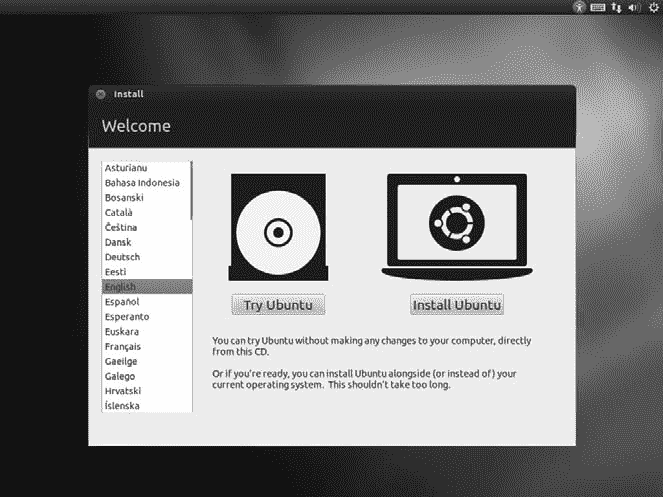 Install
Welcome
Asturianu
Bahasa Indonesia
Bosanski
Català
Čeština
Dansk
Deutsch
Eesti
English
Español
Esperanto
Euskara
Français
Gaeilge
Galego
Hrvatski
Íslenska
Try Ubuntu
Install Ubuntu
You can try Ubuntu without making any changes to your computer, directly
from this CD.
Or if you're ready, you can install Ubuntu alongside (or instead of) your
current operating system. This shouldn't take too long.